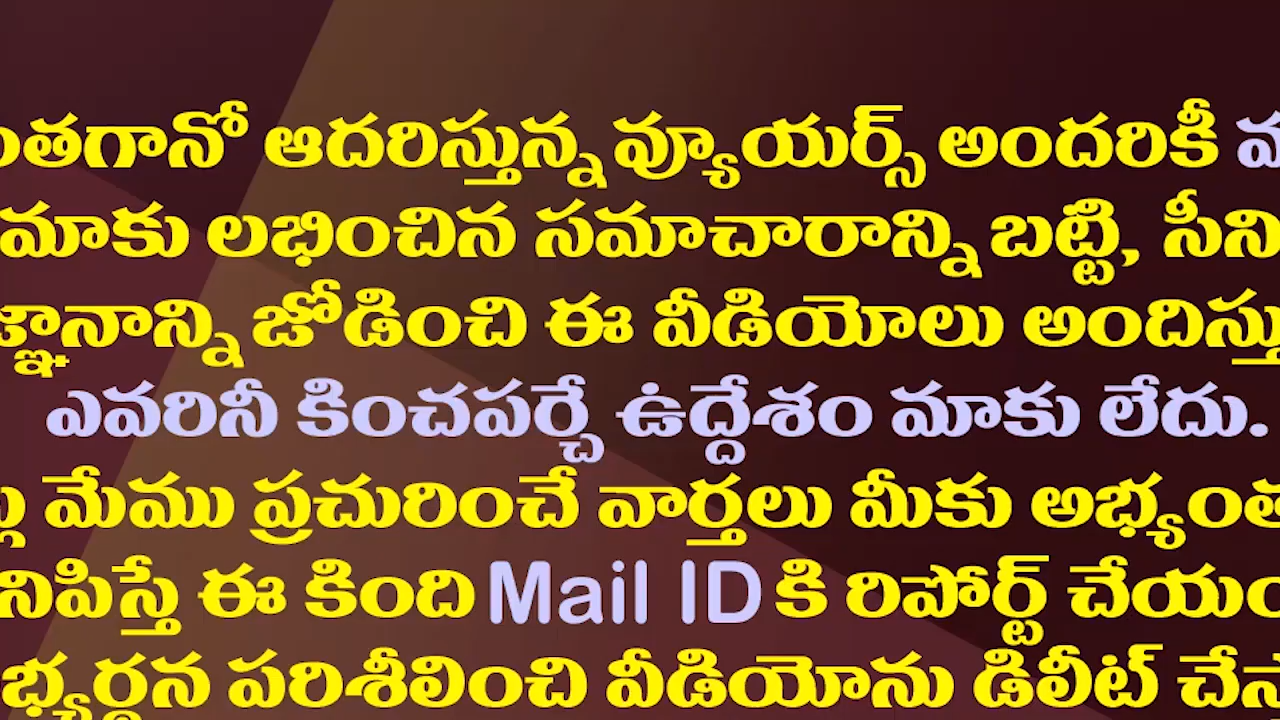 ంతగానో ఆదరిస్తున్న వ్యూయర్స్ అందరికీ
మాకు లభించిన సమాచారాన్ని బట్టి, సీని
జ్ఞానాన్ని జోడించి ఈ వీడియోలు అందిస్తు
ఎవరినీ కించపర్చే ఉద్దేశం మాకు లేదు.
మేము ప్రచురించే వార్తలు మీకు అభ్యంత
నిపిస్తే ఈ కింది Mail ID కి రిపోర్ట్ చేయం
భ్యర్థన పరిశీలించి వీడియోను డిలీట్ చేస